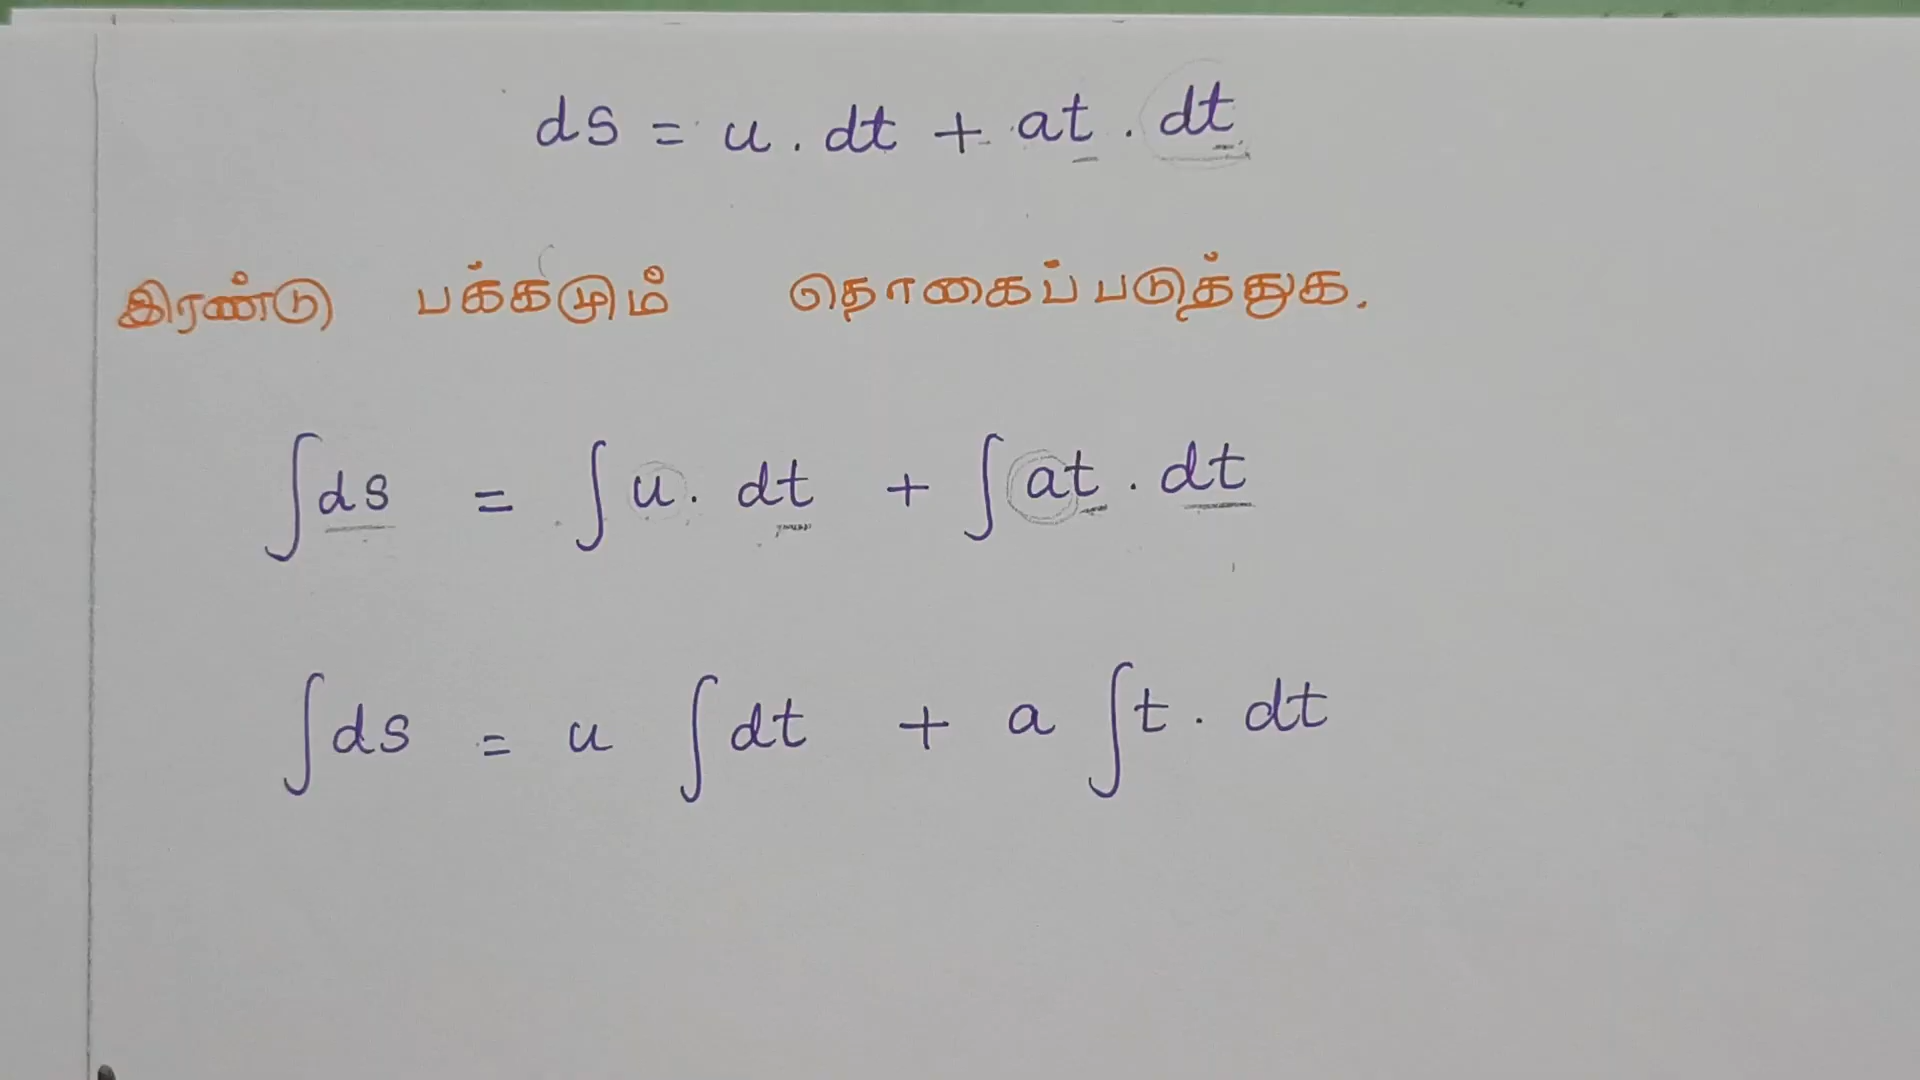 ds = u . dt + at . dt
இரண்டு பக்கமும் தொகைப்படுத்துக.
∫ds = ∫u. dt + ∫at . dt
∫ds = u ∫dt + a ∫t . dt